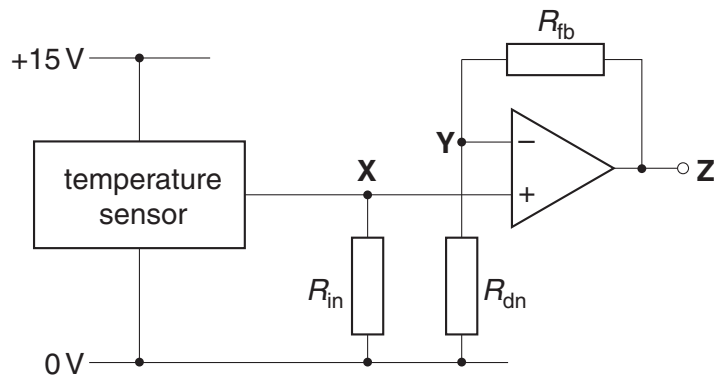 R_fb
+15 V
Y
−
temperature
sensor
X
Z
+
R_in
R_dn
0 V